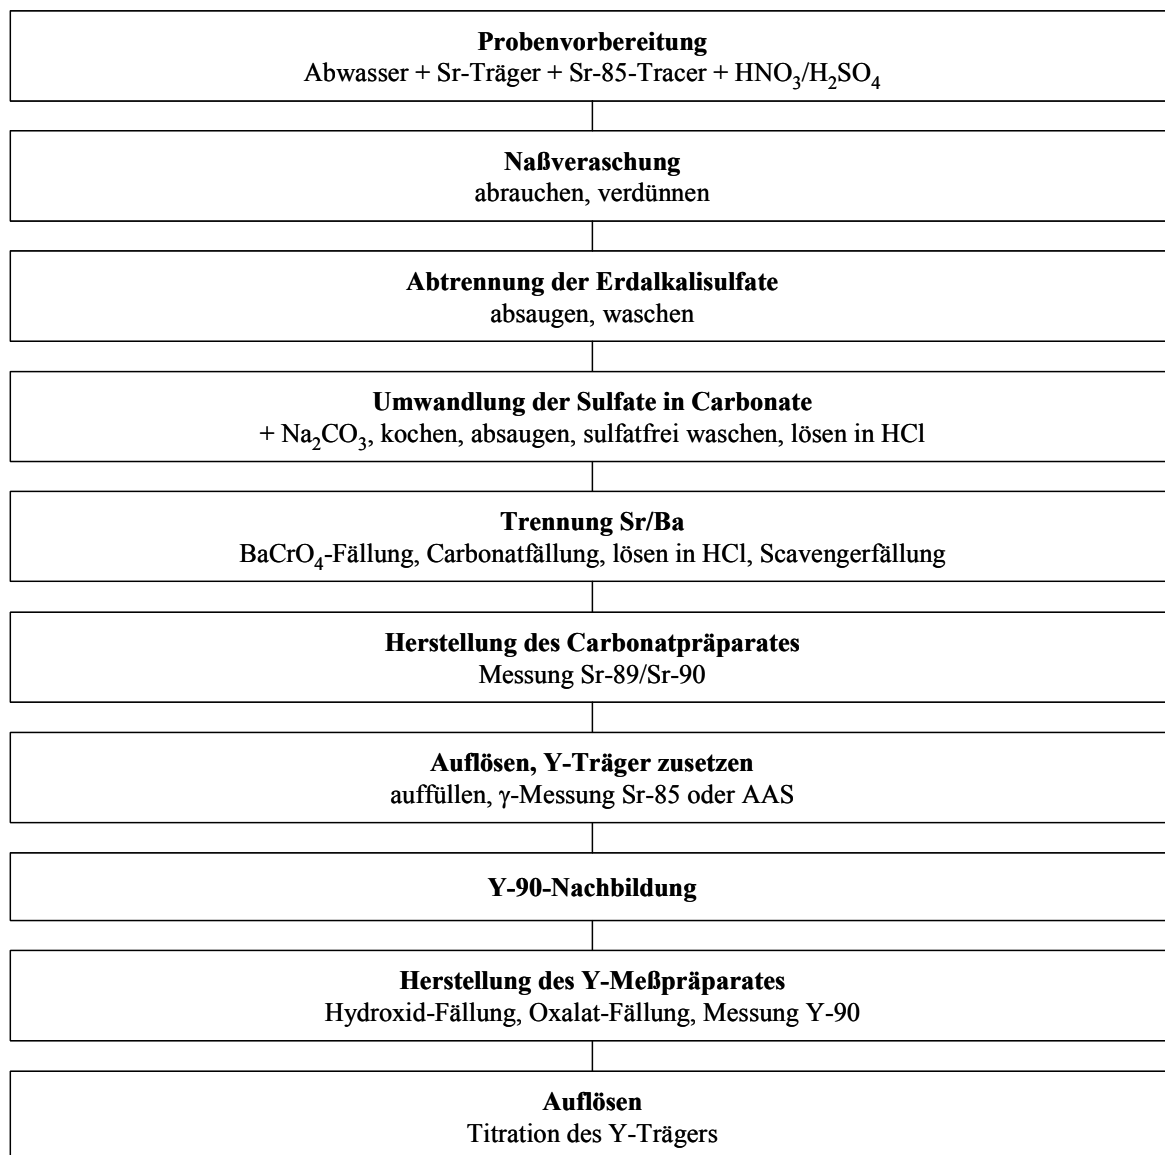 Probenvorbereitung
Abwasser + Sr-Träger + Sr-85-Tracer + HNO₃/H₂SO₄
Naßveraschung
abrauchen, verdünnen
Abtrennung der Erdalkalisulfate
absaugen, waschen
Umwandlung der Sulfate in Carbonate
+ Na₂CO₃, kochen, absaugen, sulfatfrei waschen, lösen in HCl
Trennung Sr/Ba
BaCrO₄-Fällung, Carbonatfällung, lösen in HCl, Scavengerfällung
Herstellung des Carbonatpräparates
Messung Sr-89/Sr-90
Auflösen, Y-Träger zusetzen
auffüllen, γ-Messung Sr-85 oder AAS
Y-90-Nachbildung
Herstellung des Y-Meßpräparates
Hydroxid-Fällung, Oxalat-Fällung, Messung Y-90
Auflösen
Titration des Y-Trägers